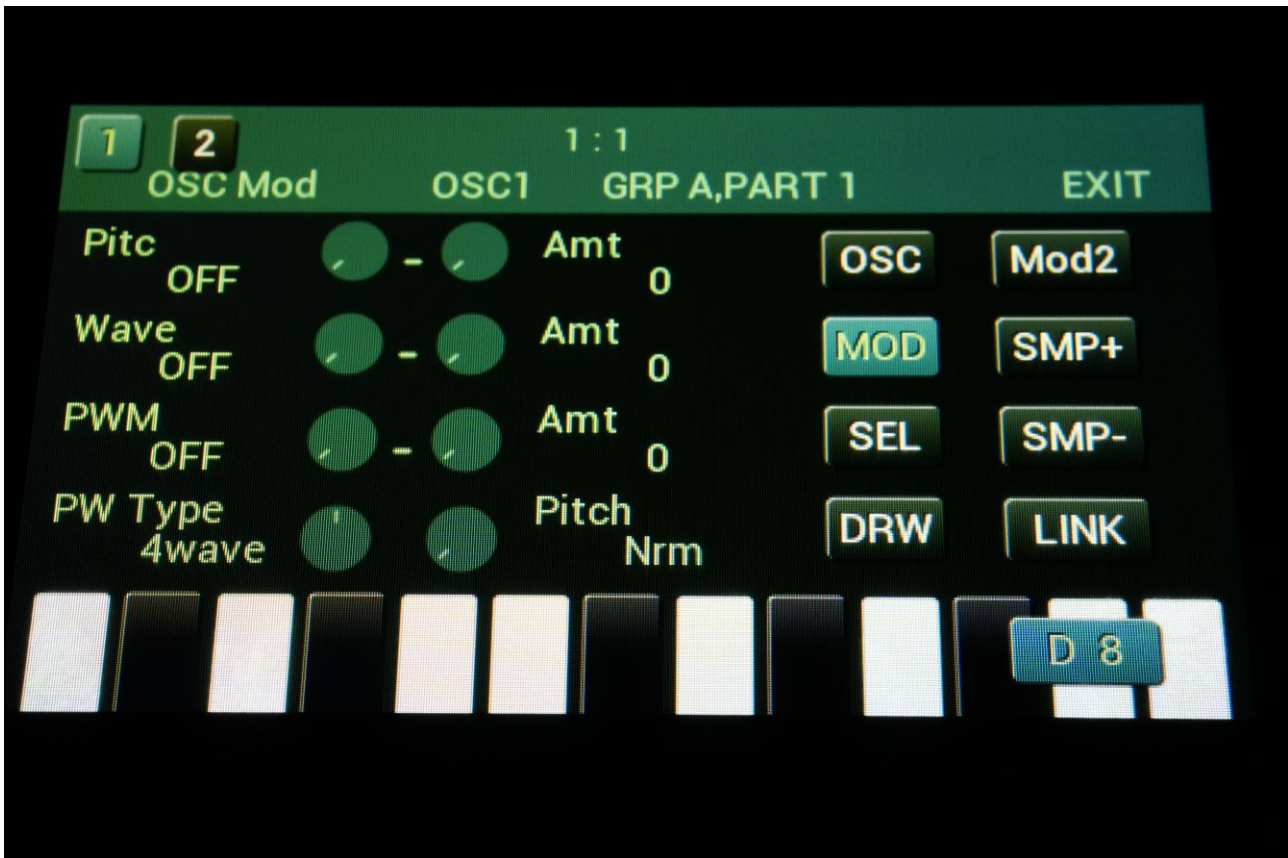 1 2 1:1
OSC Mod OSC1 GRP A,PART 1 EXIT
Pitc - Amt OSC Mod2
OFF 0
Wave - Amt MOD SMP+
OFF 0
PWM - Amt SEL SMP-
OFF 0
PW Type Pitch DRW LINK
4wave Nrm
D 8